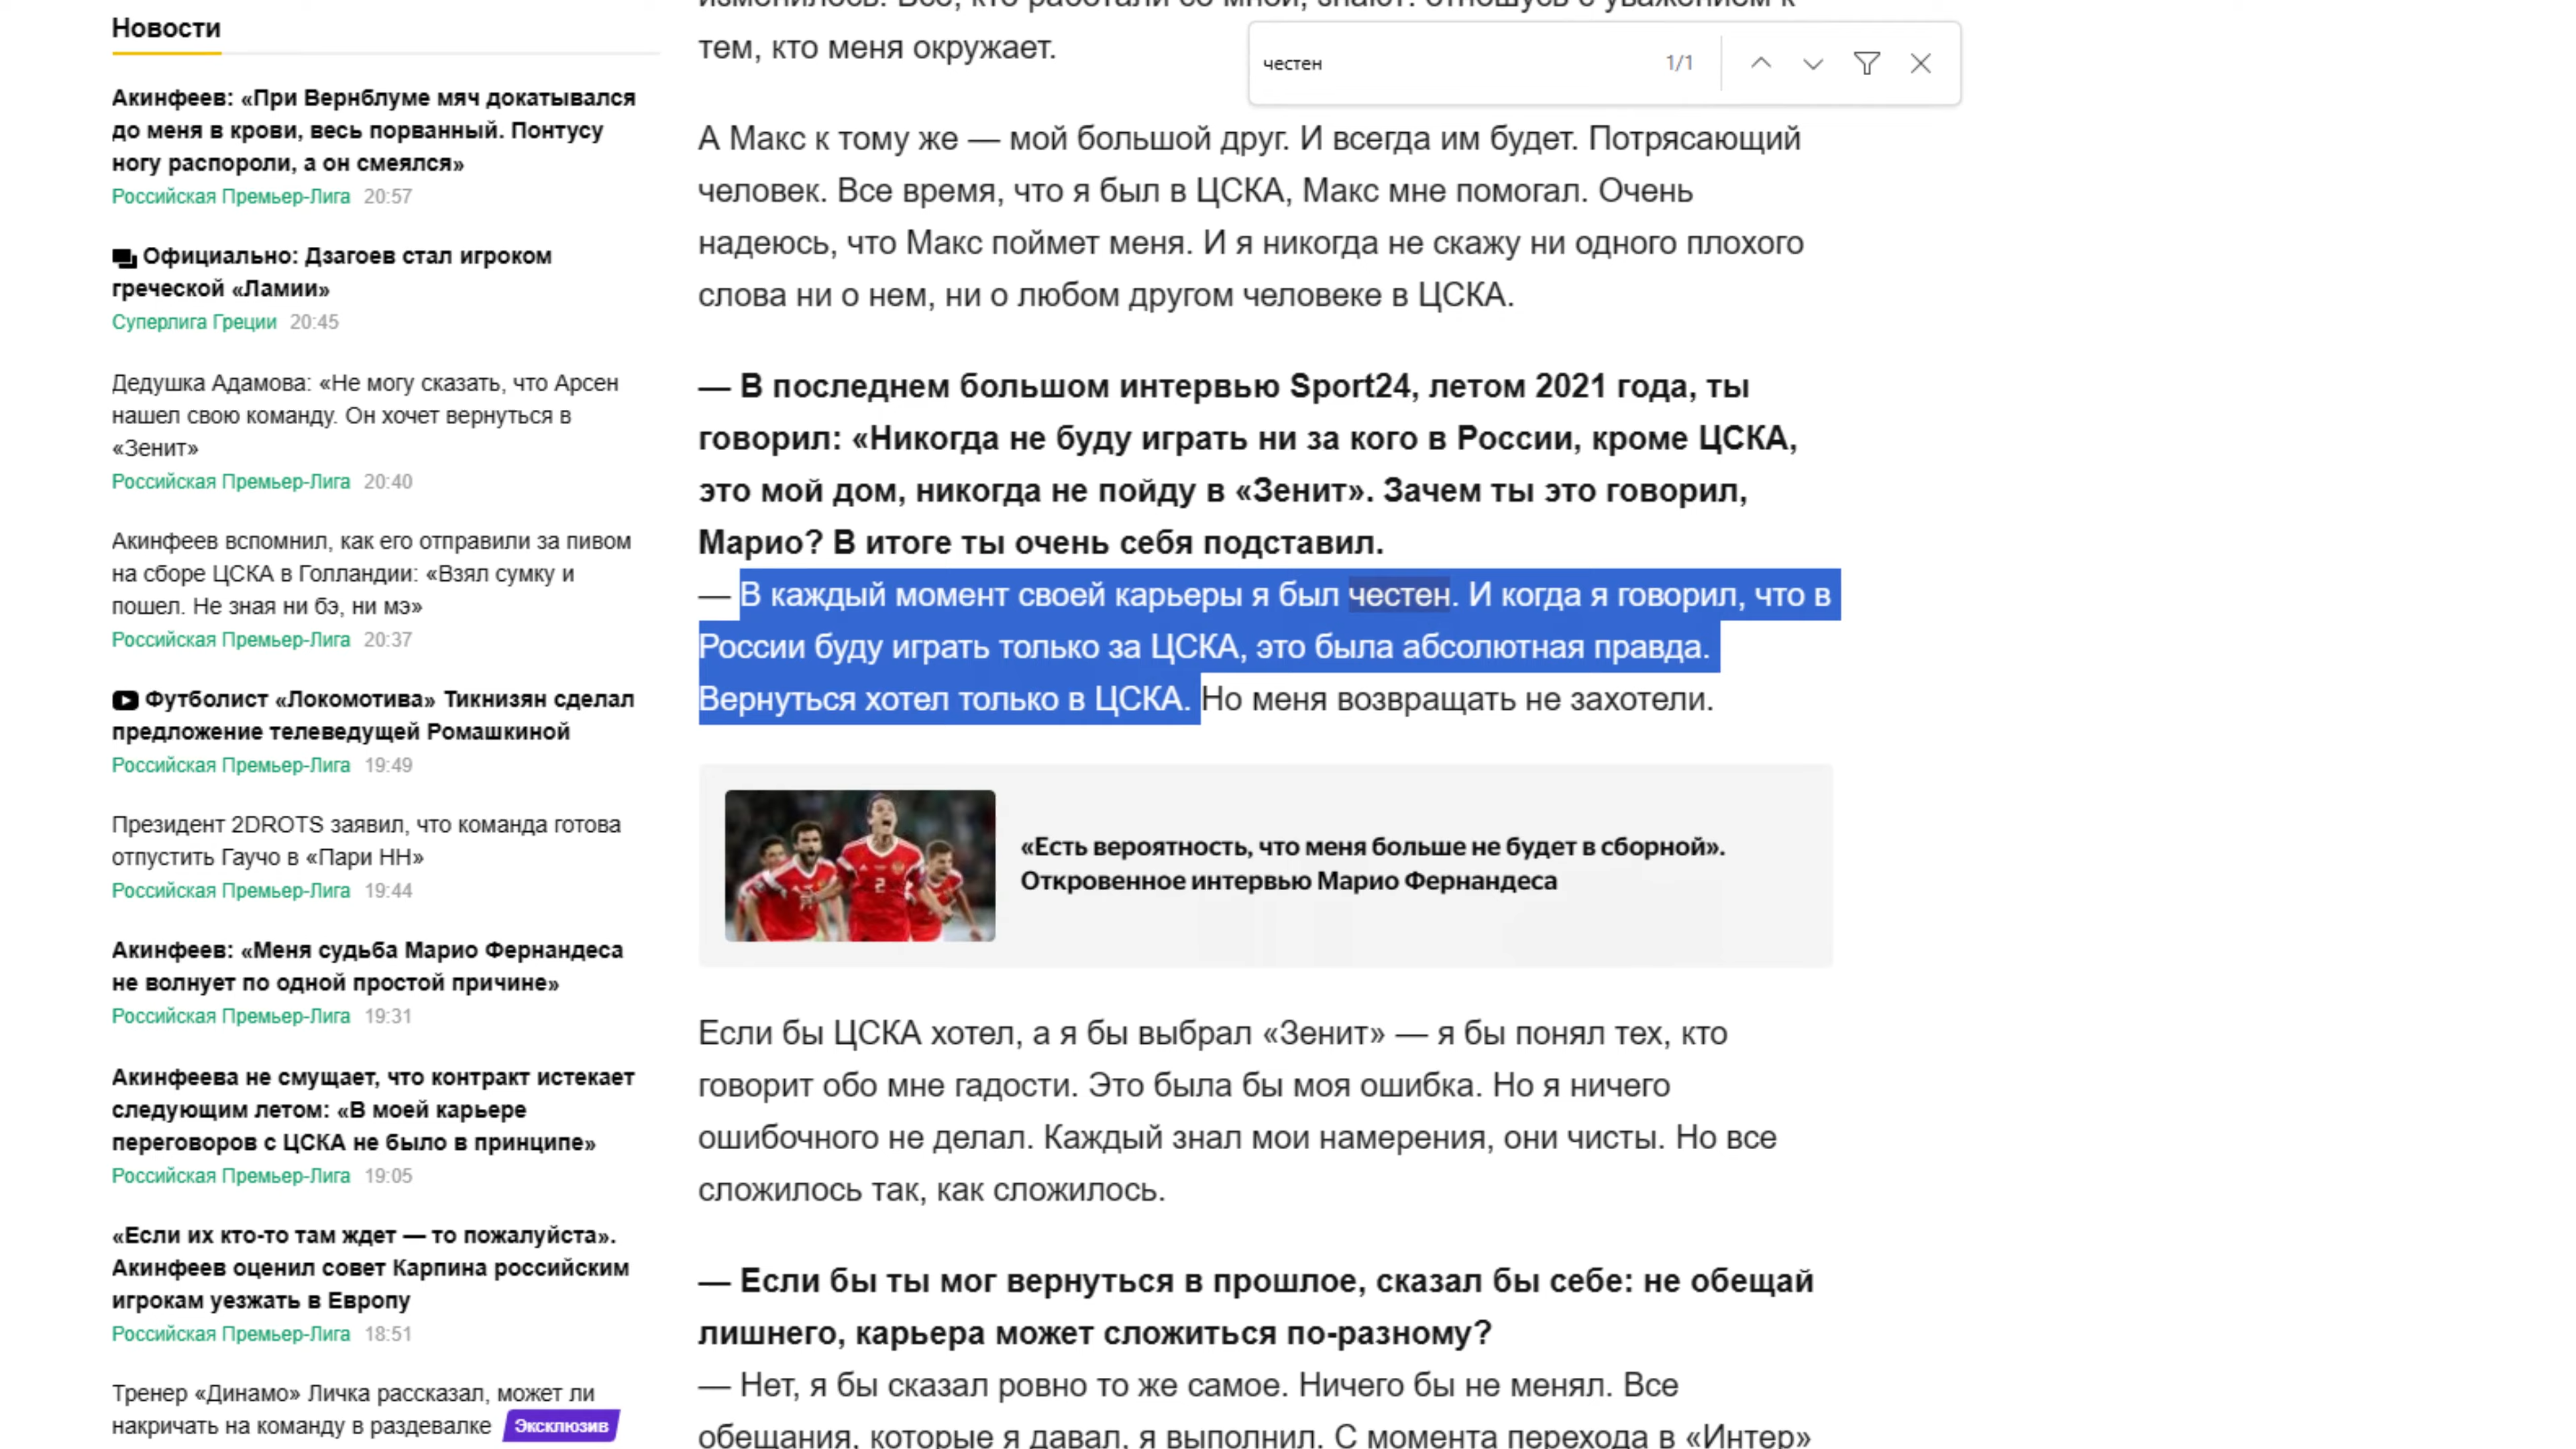 Новости
Акинфеев: «При Вернблуме мяч докатывался
до меня в крови, весь порванный. Понтусу
ногу распороли, а он смеялся»
Российская Премьер-Лига 20:57
Официально: Дзагоев стал игроком
греческой «Ламии»
Суперлига Греции 20:45
Дедушка Адамова: «Не могу сказать, что Арсен
нашел свою команду. Он хочет вернуться в
«Зенит»
Российская Премьер-Лига 20:40
Акинфеев вспомнил, как его отправили за пивом
на сборе ЦСКА в Голландии: «Взял сумку и
пошел. Не зная ни бэ, ни мэ»
Российская Премьер-Лига 20:37
Футболист «Локомотива» Тикнизян сделал
предложение телеведущей Ромашкиной
Российская Премьер-Лига 19:49
Президент 2DROTS заявил, что команда готова
отпустить Гаучо в «Пари НН»
Российская Премьер-Лига 19:44
Акинфеев: «Меня судьба Марио Фернандеса
не волнует по одной простой причине»
Российская Премьер-Лига 19:31
Акинфеева не смущает, что контракт истекает
следующим летом: «В моей карьере
переговоров с ЦСКА не было в принципе»
Российская Премьер-Лига 19:05
«Если их кто-то там ждет — то пожалуйста».
Акинфеев оценил совет Карпина российским
игрокам уезжать в Европу
Российская Премьер-Лига 18:51
Тренер «Динамо» Личка рассказал, может ли
накричать на команду в раздевалке Эксклюзив
изменилось. Все, кто работали со мной, знают: отношусь с уважением к
тем, кто меня окружает.
честен 1/1
А Макс к тому же — мой большой друг. И всегда им будет. Потрясающий
человек. Все время, что я был в ЦСКА, Макс мне помогал. Очень
надеюсь, что Макс поймет меня. И я никогда не скажу ни одного плохого
слова ни о нем, ни о любом другом человеке в ЦСКА.
— В последнем большом интервью Sport24, летом 2021 года, ты
говорил: «Никогда не буду играть ни за кого в России, кроме ЦСКА,
это мой дом, никогда не пойду в «Зенит». Зачем ты это говорил,
Марио? В итоге ты очень себя подставил.
— В каждый момент своей карьеры я был честен. И когда я говорил, что в
России буду играть только за ЦСКА, это была абсолютная правда.
Вернуться хотел только в ЦСКА. Но меня возвращать не захотели.
2
«Есть вероятность, что меня больше не будет в сборной».
Откровенное интервью Марио Фернандеса
Если бы ЦСКА хотел, а я бы выбрал «Зенит» — я бы понял тех, кто
говорит обо мне гадости. Это была бы моя ошибка. Но я ничего
ошибочного не делал. Каждый знал мои намерения, они чисты. Но все
сложилось так, как сложилось.
— Если бы ты мог вернуться в прошлое, сказал бы себе: не обещай
лишнего, карьера может сложиться по-разному?
— Нет, я бы сказал ровно то же самое. Ничего бы не менял. Все
обещания, которые я давал, я выполнил. С момента перехода в «Интер»